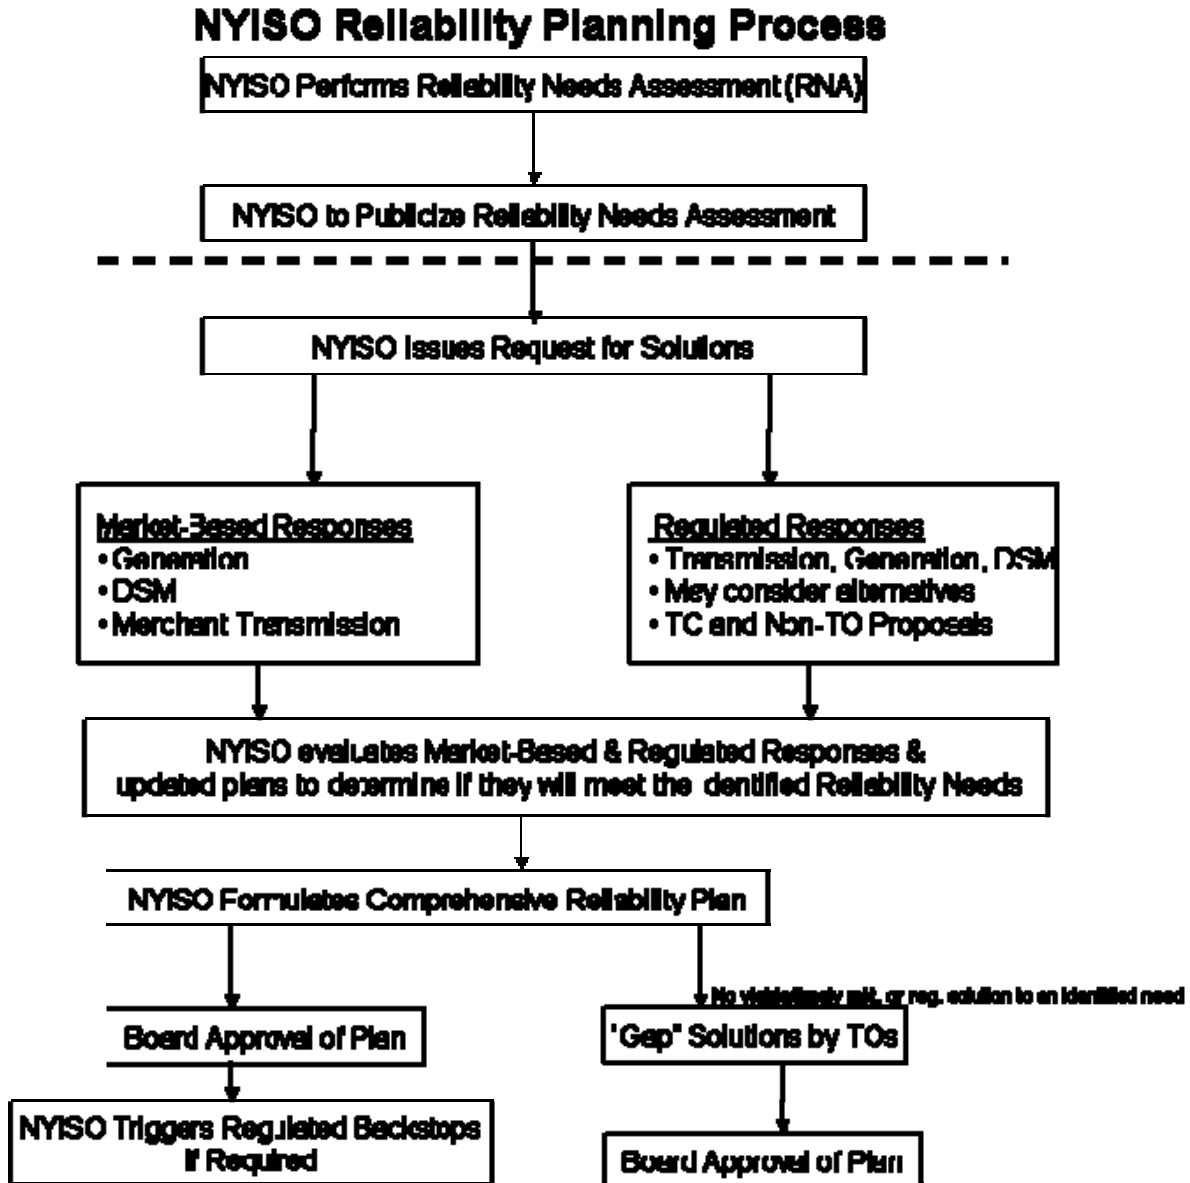 NYISO Reliability Planning Process
NYISO Performs Reliability Needs Assessment (RNA)
NYISO to Publicize Reliability Needs Assessment
NYISO Issues Request for Solutions
Market-Based Responses
• Generation
• DSM
• Merchant Transmission
Regulated Responses
• Transmission, Generation, DSM
• May consider alternatives
• TC and Non-TO Proposals
NYISO evaluates Market-Based & Regulated Responses &
updated plans to determine if they will meet the identified Reliability Needs
NYISO Formulates Comprehensive Reliability Plan
No viable/timely mkt. or reg. solution to an identified need
Board Approval of Plan
"Gap" Solutions by TOs
NYISO Triggers Regulated Backstops
if Required
Board Approval of Plan